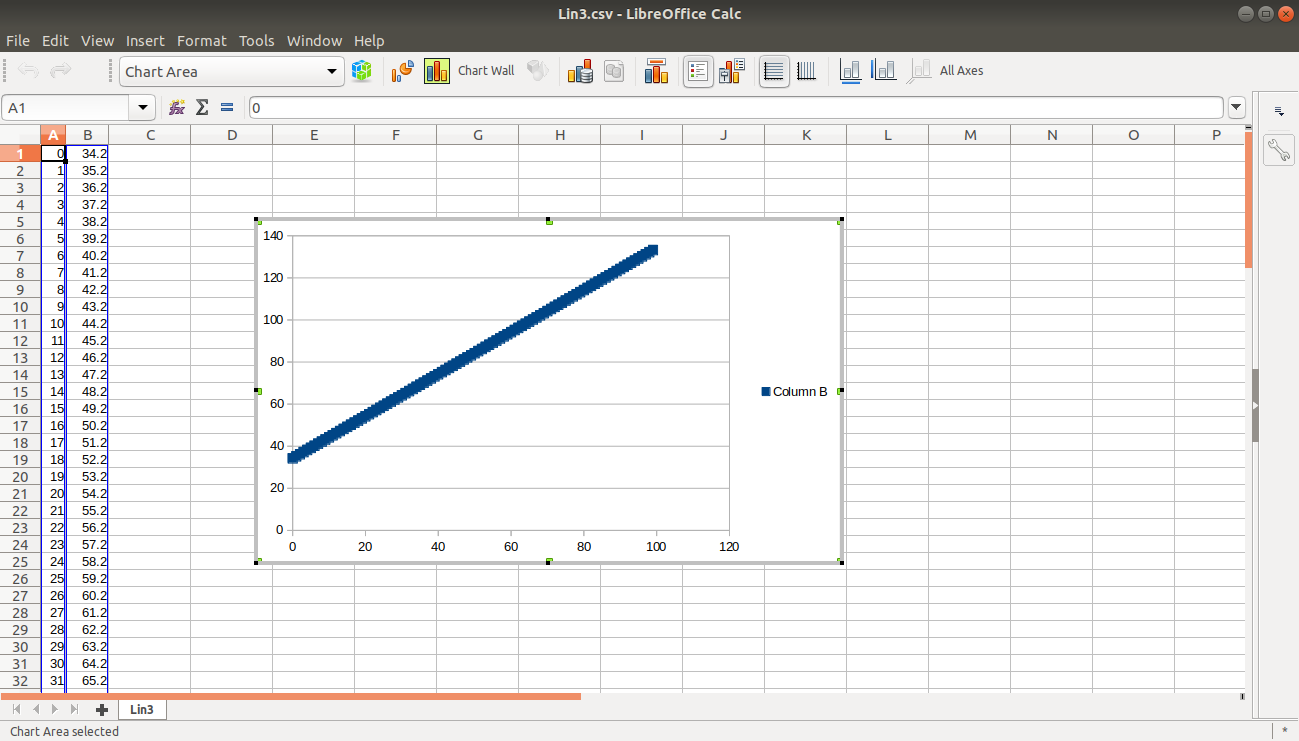 Lin3.csv - LibreOffice Calc
File Edit View Insert Format Tools Window Help
Chart Area Chart Wall All Axes
A1 fx Σ = 0
A B C D E F G H I J K L M N O P
1 0 34.2
2 1 35.2
3 2 36.2
4 3 37.2
5 4 38.2
6 5 39.2
7 6 40.2
8 7 41.2
9 8 42.2
10 9 43.2
11 10 44.2
12 11 45.2
13 12 46.2
14 13 47.2
15 14 48.2
16 15 49.2
17 16 50.2
18 17 51.2
19 18 52.2
20 19 53.2
21 20 54.2
22 21 55.2
23 22 56.2
24 23 57.2
25 24 58.2
26 25 59.2
27 26 60.2
28 27 61.2
29 28 62.2
30 29 63.2
31 30 64.2
32 31 65.2
140
120
100
80
60
40
20
0
0 20 40 60 80 100 120
Column B
Lin3
Chart Area selected *